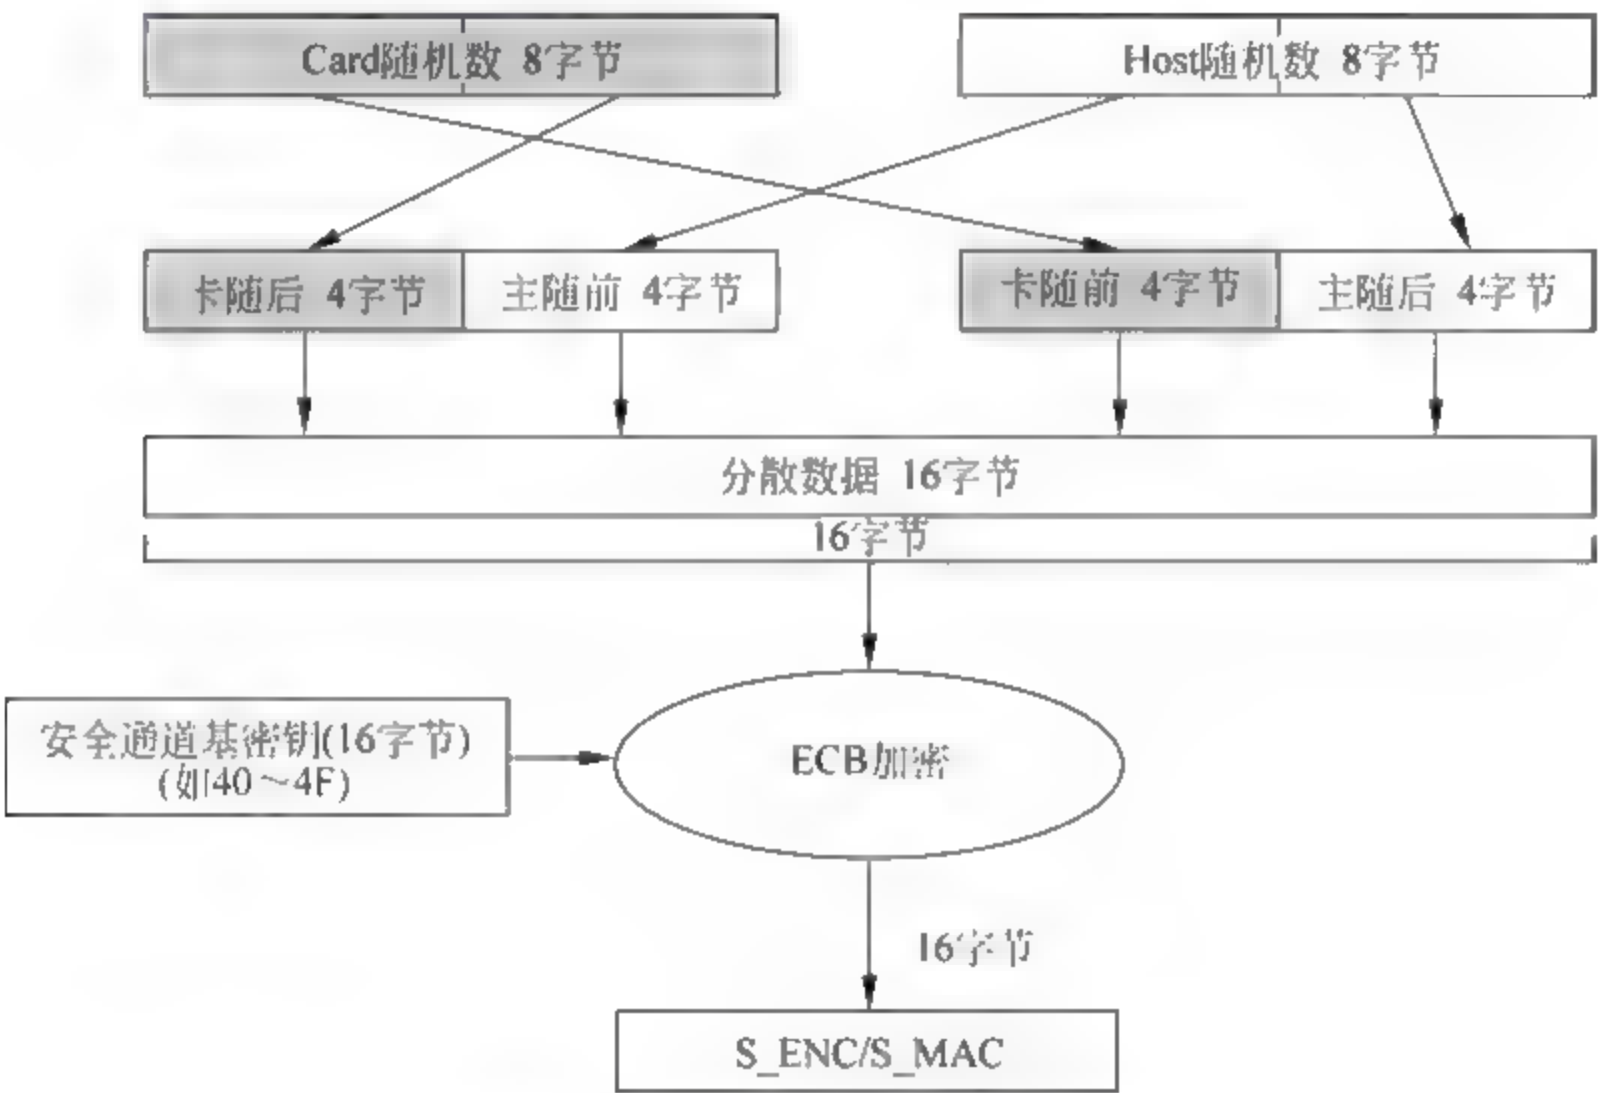 Card随机数 8字节
Host随机数 8字节
卡随后 4字节
主随前 4字节
卡随前 4字节
主随后 4字节
分散数据 16字节
16字节
安全通道基密钥(16字节)
(如40～4F)
ECB加密
16字节
S_ENC/S_MAC